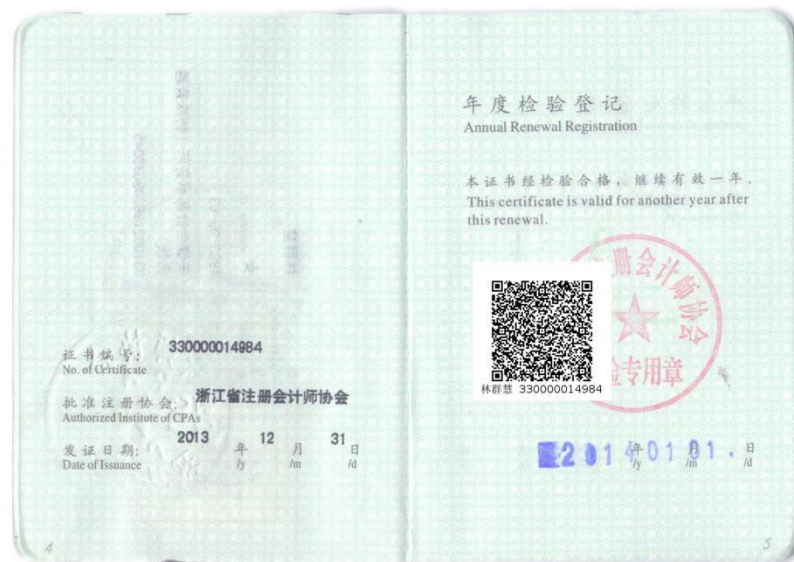 证书编号: 330000014984
No. of Certificate
批准注册协会: 浙江省注册会计师协会
Authorized Institute of CPAs
发证日期: 2013 年 12 月 31 日
Date of Issuance /y /m /d
4
年度检验登记
Annual Renewal Registration
本证书经检验合格，继续有效一年。
This certificate is valid for another year after
this renewal.
册会计师协会
检专用章
林群慧 330000014984
2014 年 01 月 01 . 日
/y /m /d
5